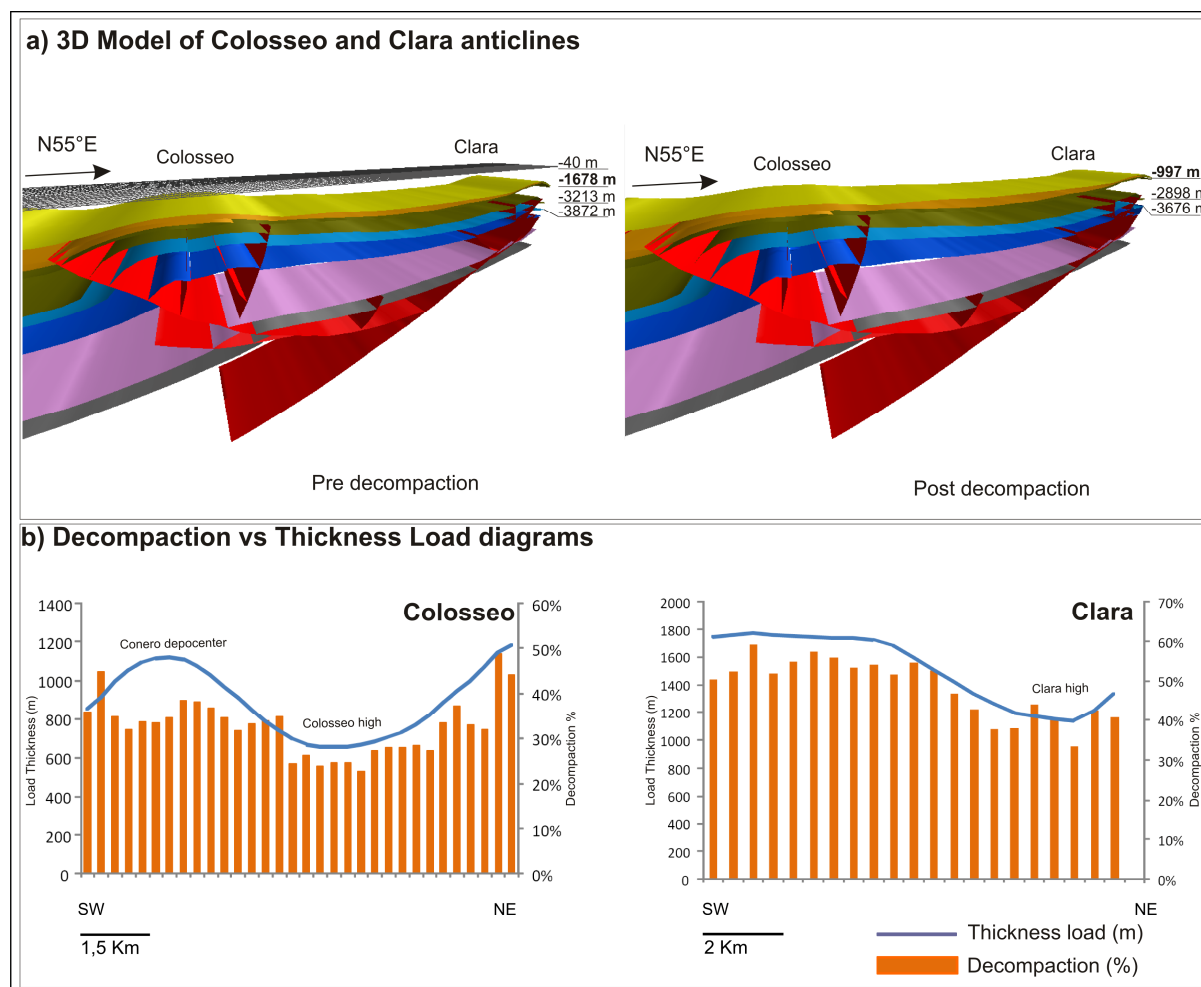 a) 3D Model of Colosseo and Clara anticlines
N55°E
Colosseo
Clara
-40 m
-1678 m
-3213 m
-3872 m
Pre decompaction
N55°E
Colosseo
Clara
-997 m
-2898 m
-3676 m
Post decompaction
b) Decompaction vs Thickness Load diagrams
Colosseo
Conero depocenter
Colosseo high
Load Thickness (m)
1400
1200
1000
800
600
400
200
0
60%
50%
40%
30%
20%
10%
0%
Decompaction %
SW
NE
1,5 Km
Clara
Clara high
Load Thickness (m)
2000
1800
1600
1400
1200
1000
800
600
400
200
0
70%
60%
50%
40%
30%
20%
10%
0%
Decompaction %
SW
NE
2 Km
Thickness load (m)
Decompaction (%)